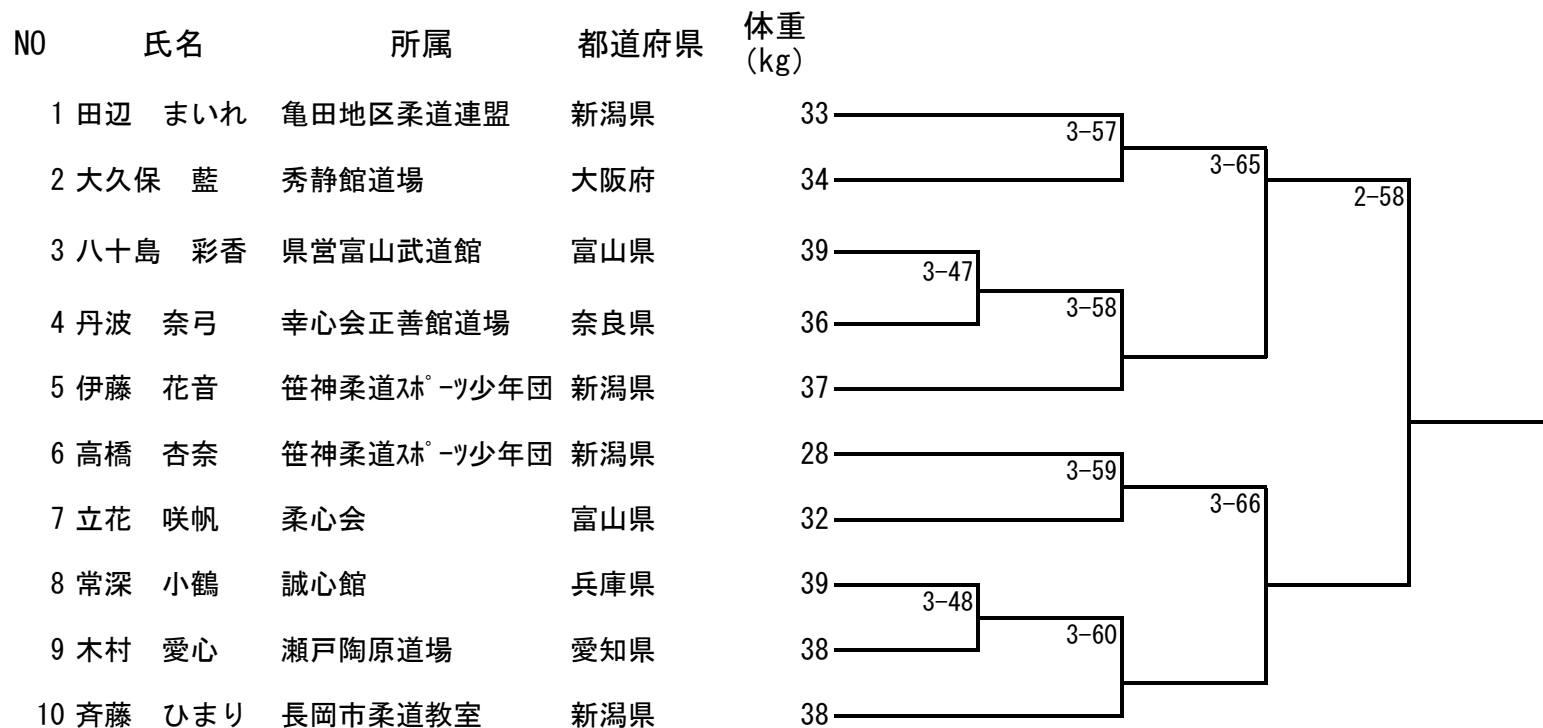 NO 氏名 所属 都道府県 体重(kg)
1 田辺 まいれ 亀田地区柔道連盟 新潟県 33
3-57
2 大久保 藍 秀静館道場 大阪府 34
3-65
2-58
3 八十島 彩香 県営富山武道館 富山県 39
3-47
4 丹波 奈弓 幸心会正善館道場 奈良県 36
3-58
5 伊藤 花音 笹神柔道ｽﾎﾟｰﾂ少年団 新潟県 37
6 高橋 杏奈 笹神柔道ｽﾎﾟｰﾂ少年団 新潟県 28
3-59
7 立花 咲帆 柔心会 富山県 32
3-66
8 常深 小鶴 誠心館 兵庫県 39
3-48
9 木村 愛心 瀬戸陶原道場 愛知県 38
3-60
10 斉藤 ひまり 長岡市柔道教室 新潟県 38